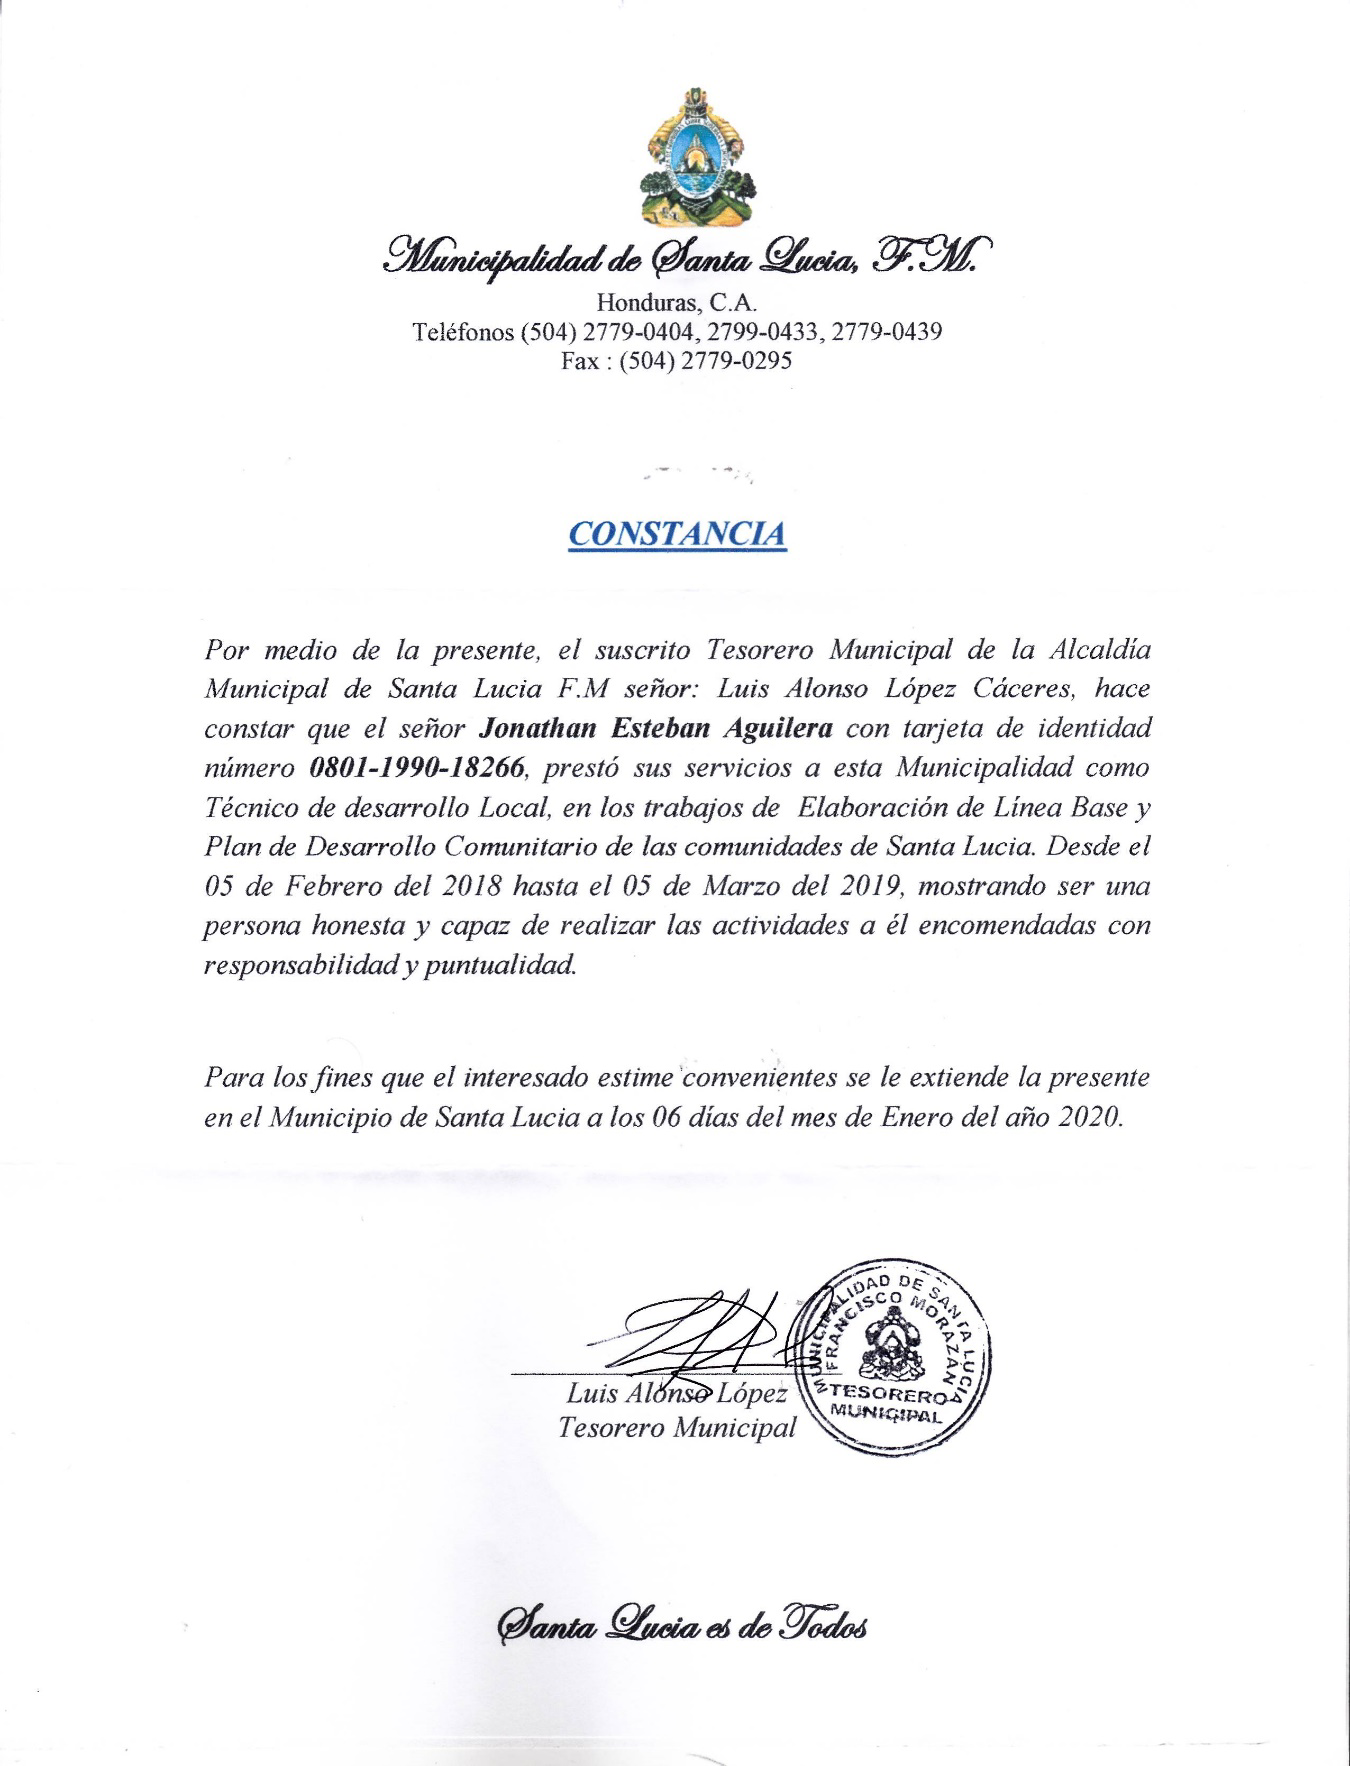 Municipalidad de Santa Lucia, F.M.
Honduras, C.A.
Teléfonos (504) 2779-0404, 2799-0433, 2779-0439
Fax : (504) 2779-0295
CONSTANCIA
Por medio de la presente, el suscrito Tesorero Municipal de la Alcaldía
Municipal de Santa Lucia F.M señor: Luis Alonso López Cáceres, hace
constar que el señor Jonathan Esteban Aguilera con tarjeta de identidad
número 0801-1990-18266, prestó sus servicios a esta Municipalidad como
Técnico de desarrollo Local, en los trabajos de Elaboración de Línea Base y
Plan de Desarrollo Comunitario de las comunidades de Santa Lucia. Desde el
05 de Febrero del 2018 hasta el 05 de Marzo del 2019, mostrando ser una
persona honesta y capaz de realizar las actividades a él encomendadas con
responsabilidad y puntualidad.
Para los fines que el interesado estime convenientes se le extiende la presente
en el Municipio de Santa Lucia a los 06 días del mes de Enero del año 2020.
Luis Alonso López
Tesorero Municipal
MUNICIPALIDAD DE SANTA LUCIA
FRANCISCO MORAZÁN
TESORERO
MUNICIPAL
Santa Lucia es de Todos